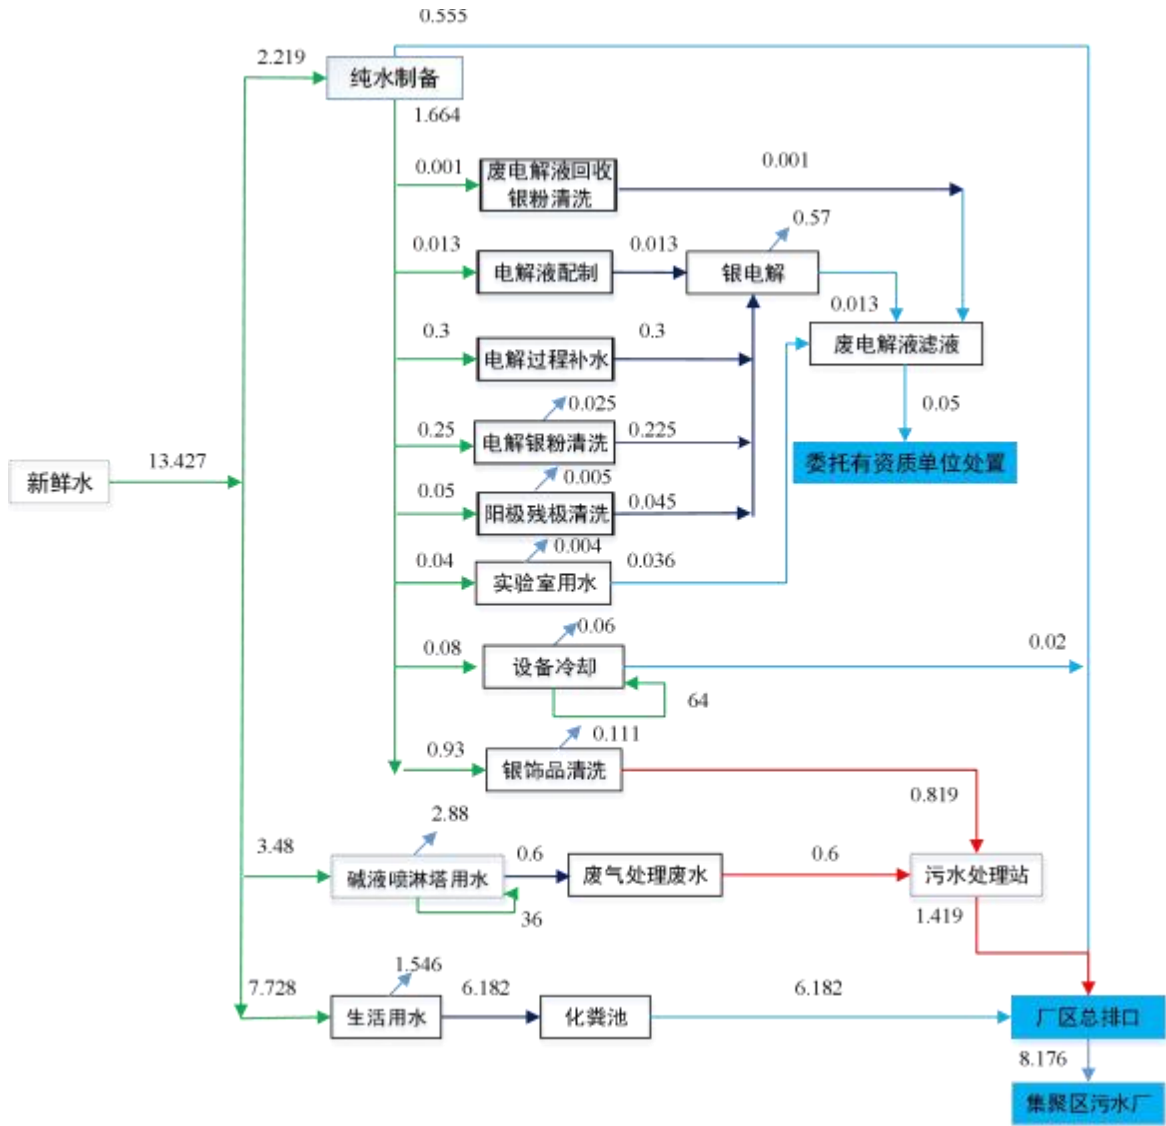 0.555
2.219
纯水制备
1.664
0.001
废电解液回收
银粉清洗
0.001
0.57
0.013
电解液配制
0.013
银电解
0.013
0.3
电解过程补水
0.3
废电解液滤液
0.025
0.05
0.25
电解银粉清洗
0.225
委托有资质单位处置
新鲜水
13.427
0.005
0.05
阳极残极清洗
0.045
0.004
0.04
实验室用水
0.036
0.06
0.08
设备冷却
0.02
64
0.111
0.93
银饰品清洗
0.819
2.88
3.48
碱液喷淋塔用水
0.6
废气处理废水
0.6
污水处理站
36
1.419
1.546
7.728
生活用水
6.182
化粪池
6.182
厂区总排口
8.176
集聚区污水厂